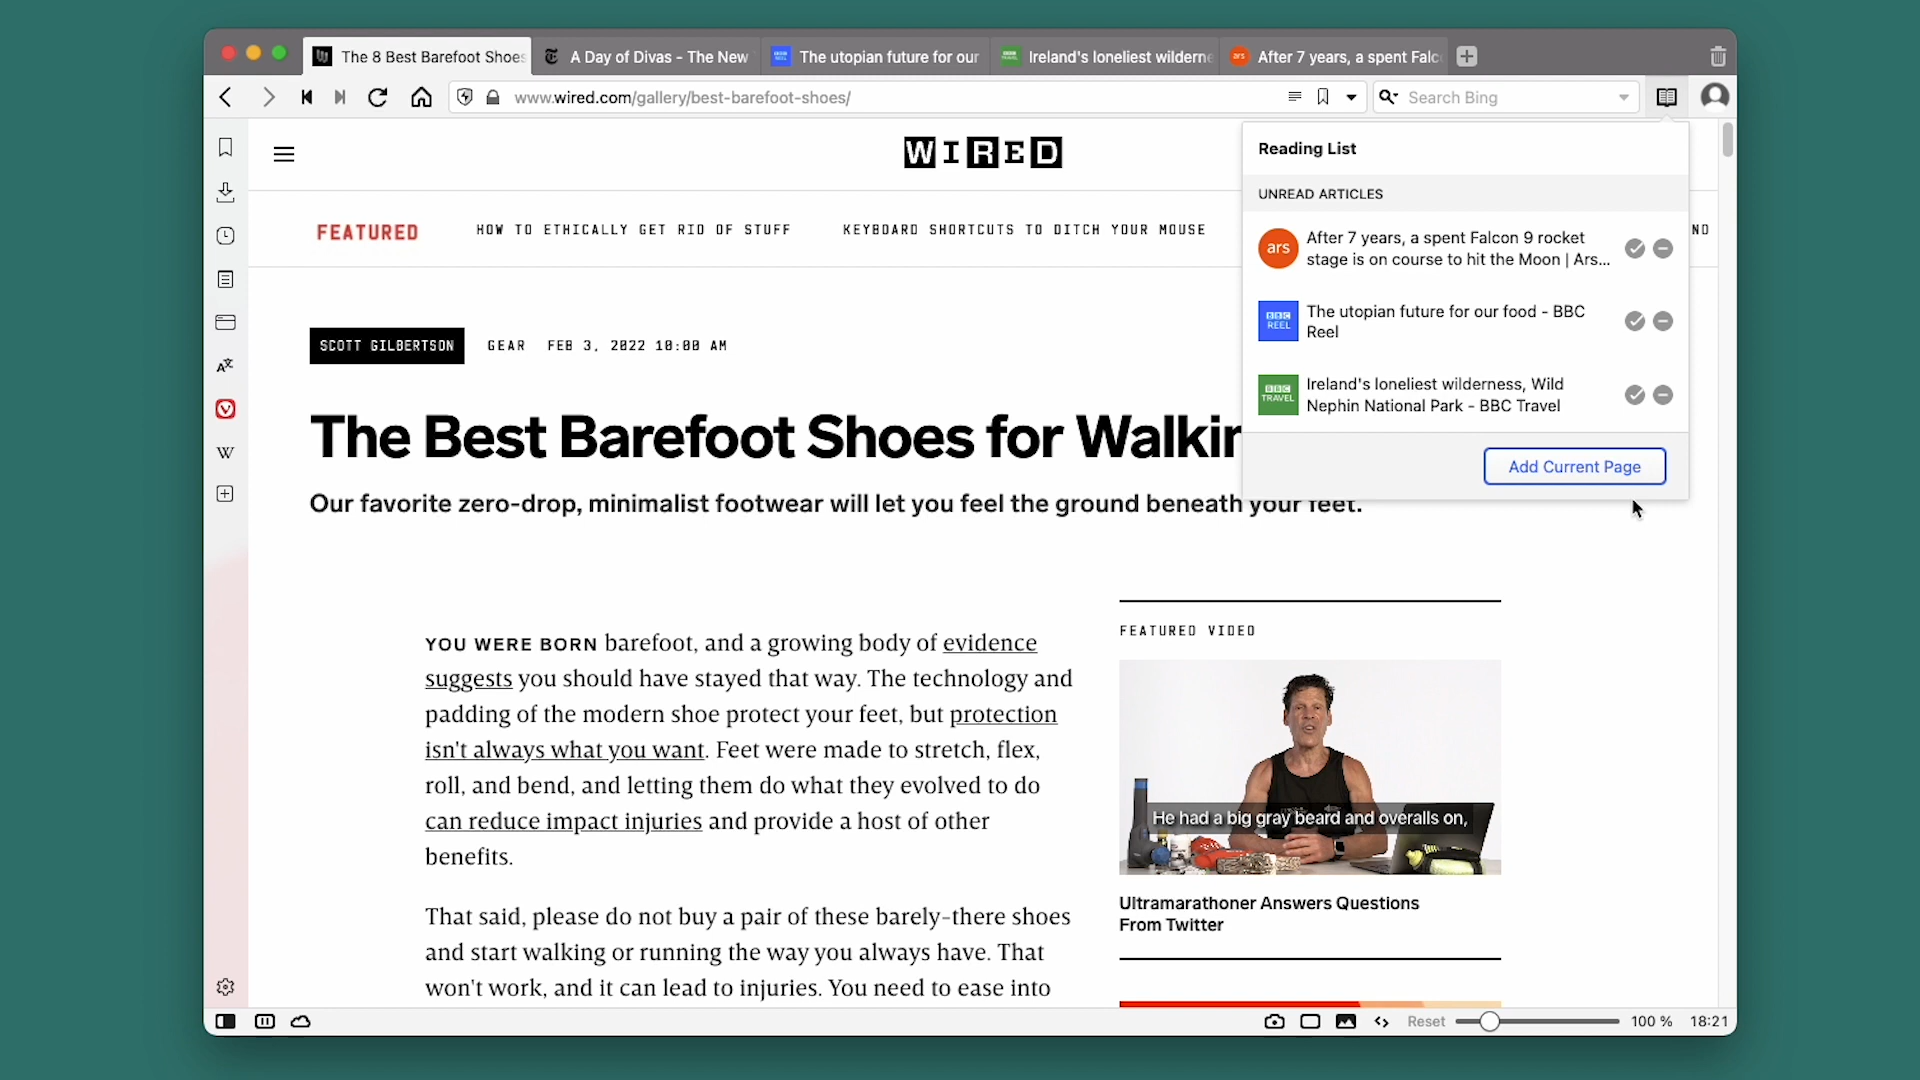 The 8 Best Barefoot Shoes
A Day of Divas - The New
The utopian future for our
Ireland's loneliest wilderne
ars
After 7 years, a spent Falc
www.wired.com/gallery/best-barefoot-shoes/
Search Bing
WIRED
FEATURED
HOW TO ETHICALLY GET RID OF STUFF
KEYBOARD SHORTCUTS TO DITCH YOUR MOUSE
ND
Reading List
UNREAD ARTICLES
ars
After 7 years, a spent Falcon 9 rocket
stage is on course to hit the Moon | Ars...
BBC
REEL
The utopian future for our food - BBC
Reel
BBC
TRAVEL
Ireland's loneliest wilderness, Wild
Nephin National Park - BBC Travel
Add Current Page
SCOTT GILBERTSON
GEAR
FEB 3, 2022 10:00 AM
The Best Barefoot Shoes for Walkin
Our favorite zero-drop, minimalist footwear will let you feel the ground beneath your feet.
YOU WERE BORN barefoot, and a growing body of evidence
suggests you should have stayed that way. The technology and
padding of the modern shoe protect your feet, but protection
isn't always what you want. Feet were made to stretch, flex,
roll, and bend, and letting them do what they evolved to do
can reduce impact injuries and provide a host of other
benefits.
That said, please do not buy a pair of these barely-there shoes
and start walking or running the way you always have. That
won't work, and it can lead to injuries. You need to ease into
FEATURED VIDEO
He had a big gray beard and overalls on,
Ultramarathoner Answers Questions
From Twitter
Reset
100 %
18:21